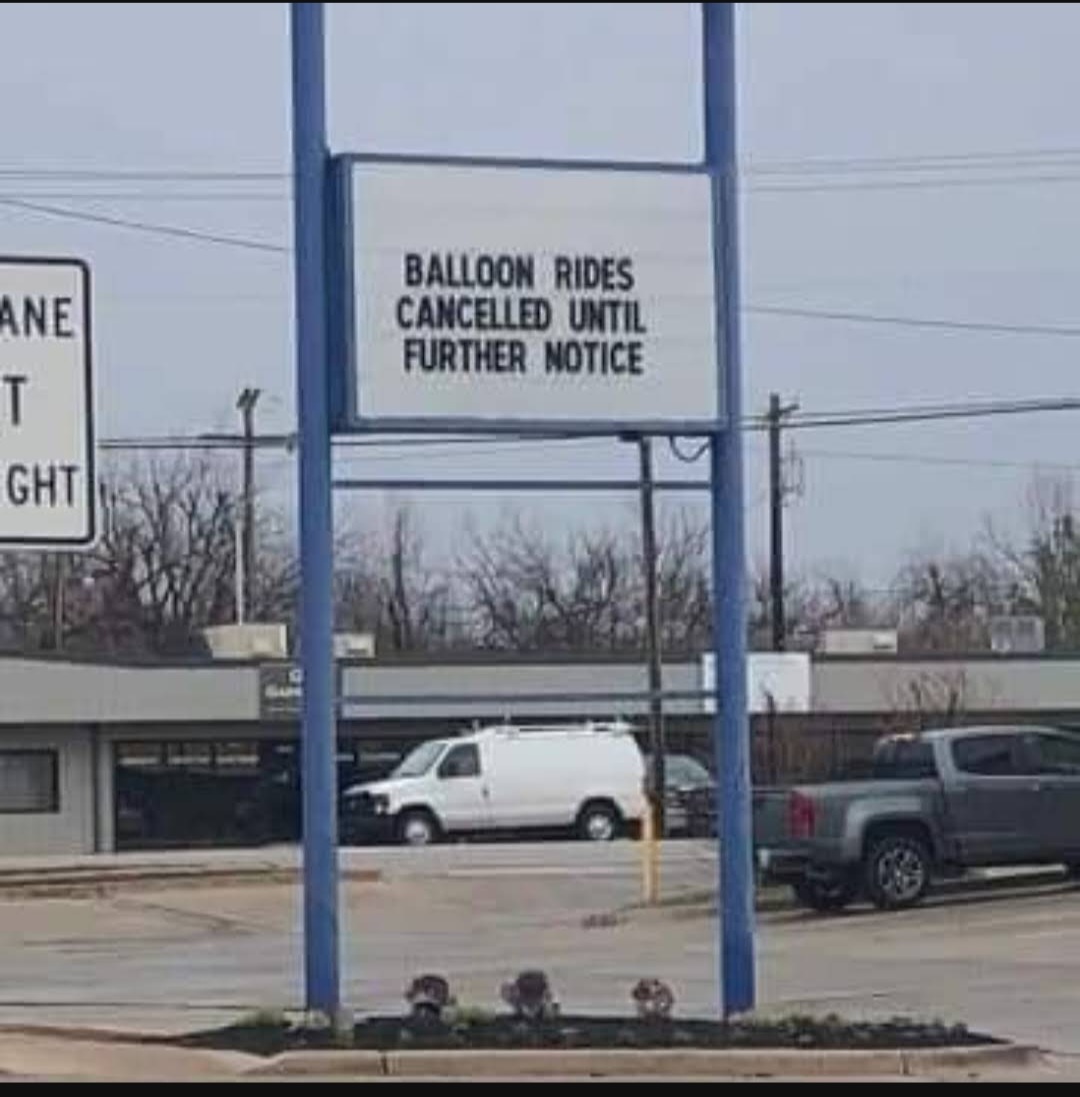 ANE
T
GHT
BALLOON RIDES
CANCELLED UNTIL
FURTHER NOTICE